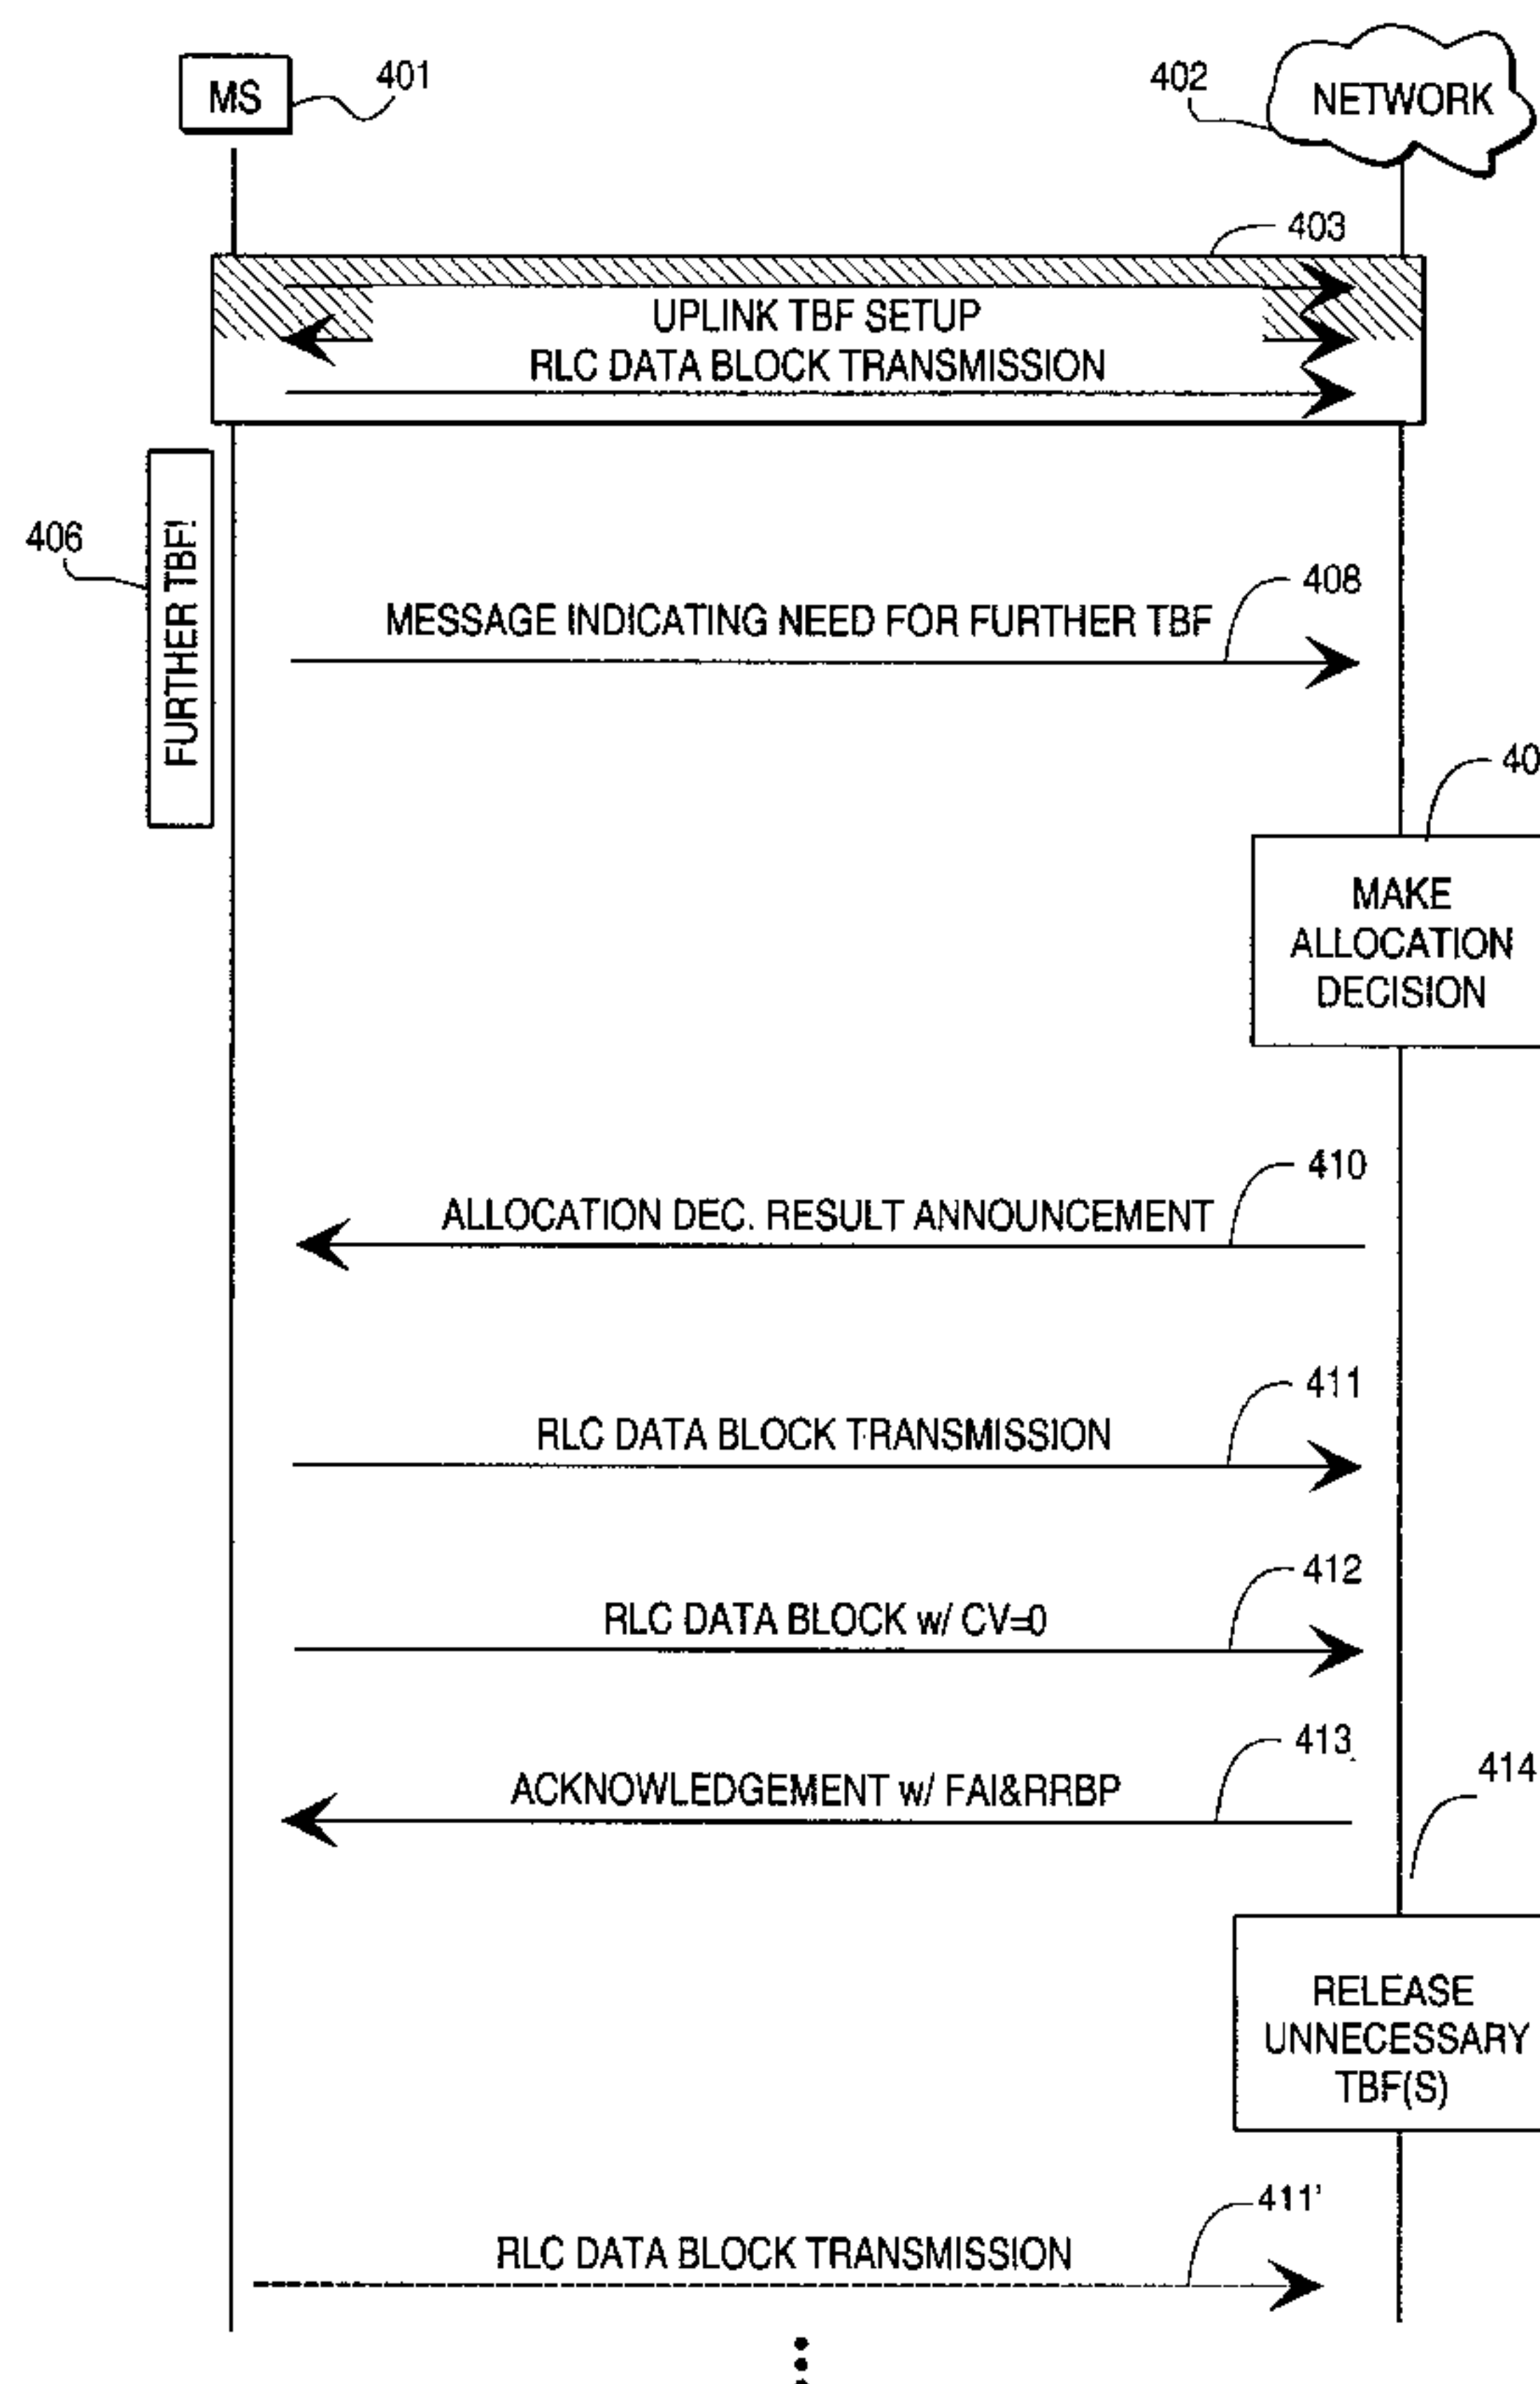 MS
401
402
NETWORK
403
UPLINK TBF SETUP
RLC DATA BLOCK TRANSMISSION
406
FURTHER TBF!
408
MESSAGE INDICATING NEED FOR FURTHER TBF
40
MAKE
ALLOCATION
DECISION
410
ALLOCATION DEC. RESULT ANNOUNCEMENT
411
RLC DATA BLOCK TRANSMISSION
412
RLC DATA BLOCK w/ CV=0
413
ACKNOWLEDGEMENT w/ FAI&RRBP
414
RELEASE
UNNECESSARY
TBF(S)
411'
RLC DATA BLOCK TRANSMISSION